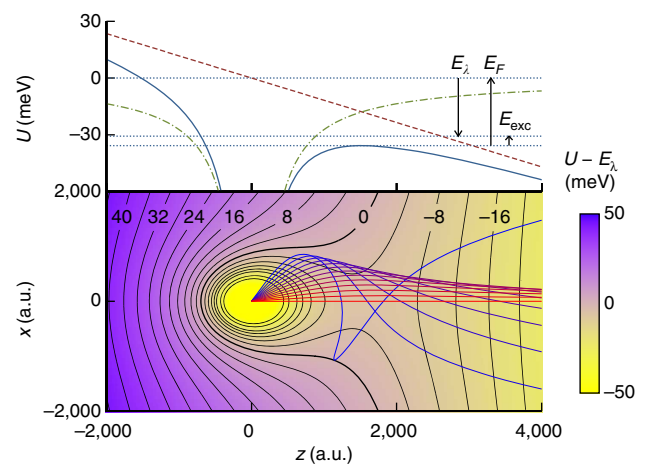 30
0
−30
U (meV)
E_λ
E_F
E_exc
2,000
40 32 24 16 8 0 −8 −16
0
−2,000
x (a.u.)
−2,000 0 2,000 4,000
z (a.u.)
U − E_λ
(meV)
50
0
−50